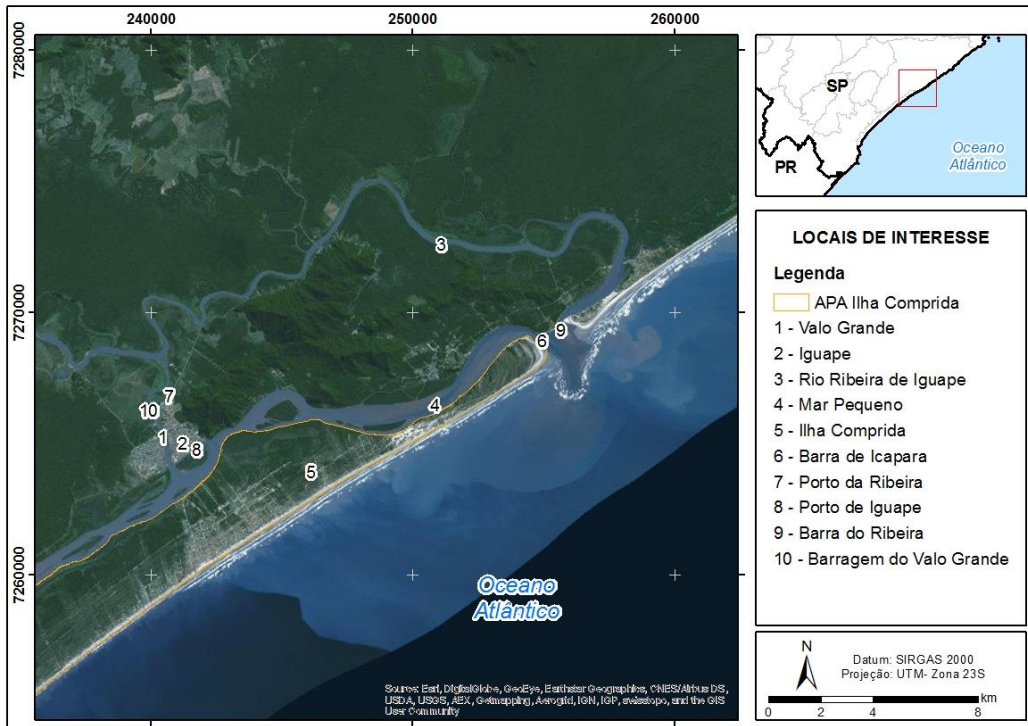 240000
250000
260000
7280000
7270000
7260000
3
9
6
7
10
4
1
2
8
5
Oceano
Atlântico
Source: Esri, DigitalGlobe, GeoEye, Earthstar Geographics, CNES/Airbus DS,
USDA, USGS, AEX, Getmapping, Aerogrid, IGN, IGP, swisstopo, and the GIS
User Community
SP
PR
Oceano
Atlântico
LOCAIS DE INTERESSE
Legenda
APA Ilha Comprida
1 - Valo Grande
2 - Iguape
3 - Rio Ribeira de Iguape
4 - Mar Pequeno
5 - Ilha Comprida
6 - Barra de Icapara
7 - Porto da Ribeira
8 - Porto de Iguape
9 - Barra do Ribeira
10 - Barragem do Valo Grande
N
Datum: SIRGAS 2000
Projeção: UTM- Zona 23S
km
0 2 4 8